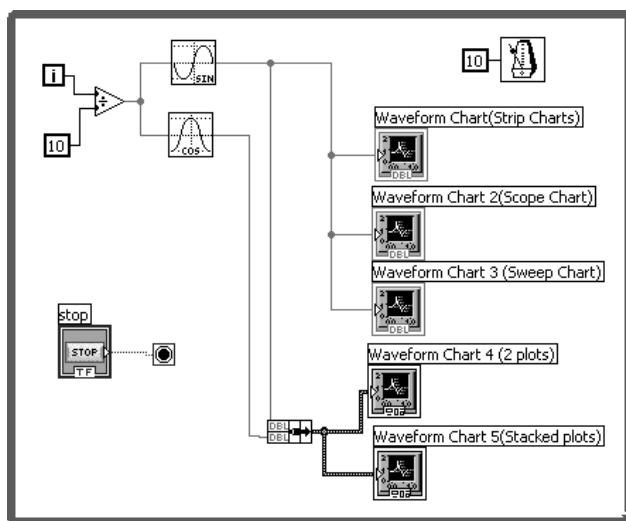 i
10
SIN
COS
10
Waveform Chart(Strip Charts)
DBL
Waveform Chart 2(Scope Chart)
DBL
Waveform Chart 3 (Sweep Chart)
DBL
stop
STOP
TF
Waveform Chart 4 (2 plots)
DBL
DBL
Waveform Chart 5(Stacked plots)